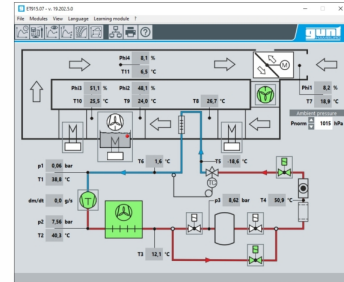 ET915.07 - v. 19.202,5.0
File Modules View Language Learning module ?
gunt
Phi4 8,1 %
T11 6,5 °C
Phi3 51,1 % Phi2 48,1 %
T10 25,5 °C T9 24,0 °C T8 26,7 °C
Phi1 8,2 %
T7 18,9 °C
Ambient pressure
Pnorm 1015 hPa
M
M
M
p1 0,06 bar
T1 38,8 °C
T6 1,6 °C
T5 -18,6 °C
TC
dm/dt 0,0 g/s
T
p3 8,62 bar T4 50,9 °C
p2 7,56 bar
T2 40,3 °C
T3 12,1 °C